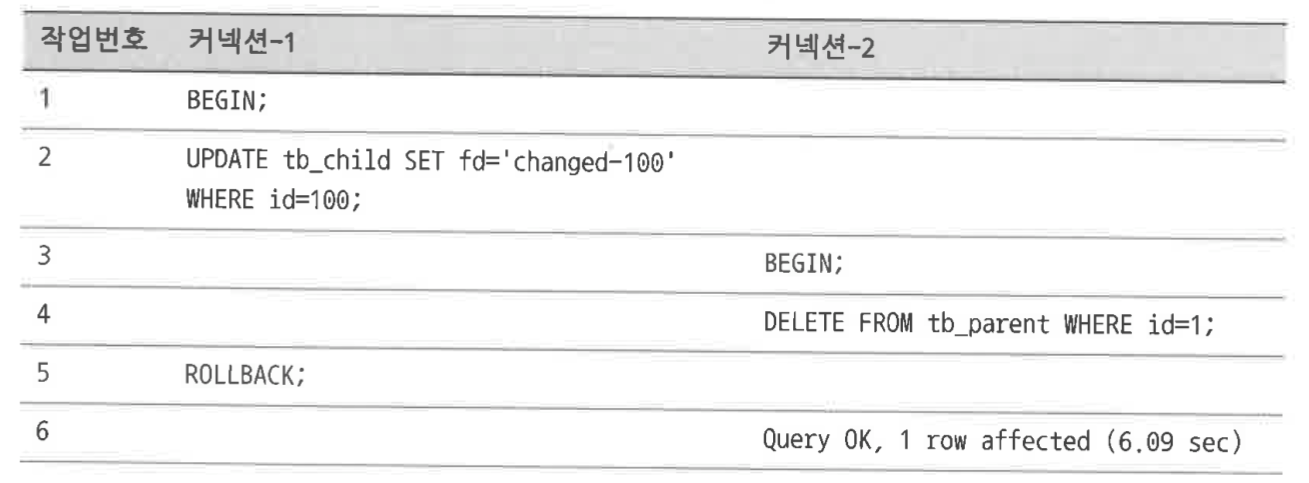 작업번호 커넥션-1 커넥션-2
1 BEGIN;
2 UPDATE tb_child SET fd='changed-100'
WHERE id=100;
3 BEGIN;
4 DELETE FROM tb_parent WHERE id=1;
5 ROLLBACK;
6 Query OK, 1 row affected (6.09 sec)